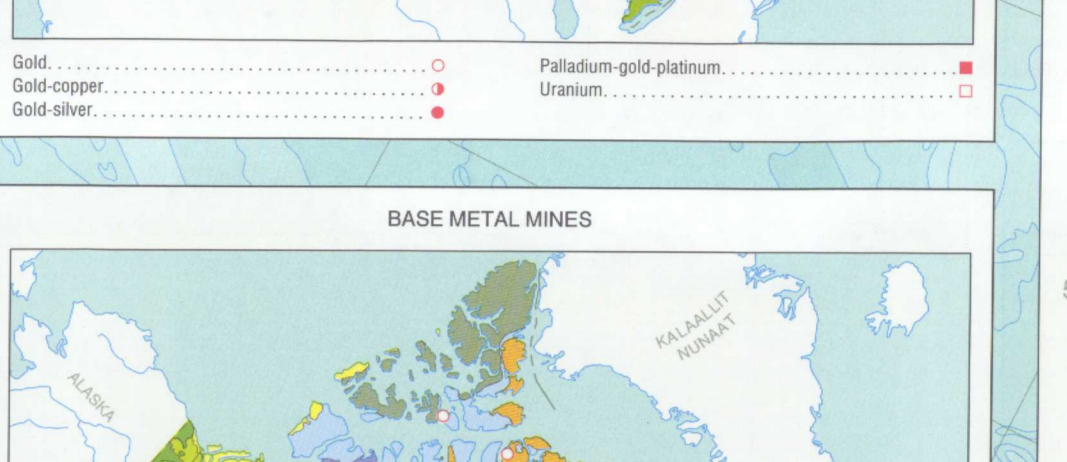 Gold
Gold-copper
Gold-silver
Palladium-gold-platinum
Uranium
BASE METAL MINES
KALAALLIT
NUNAAT
ALASKA